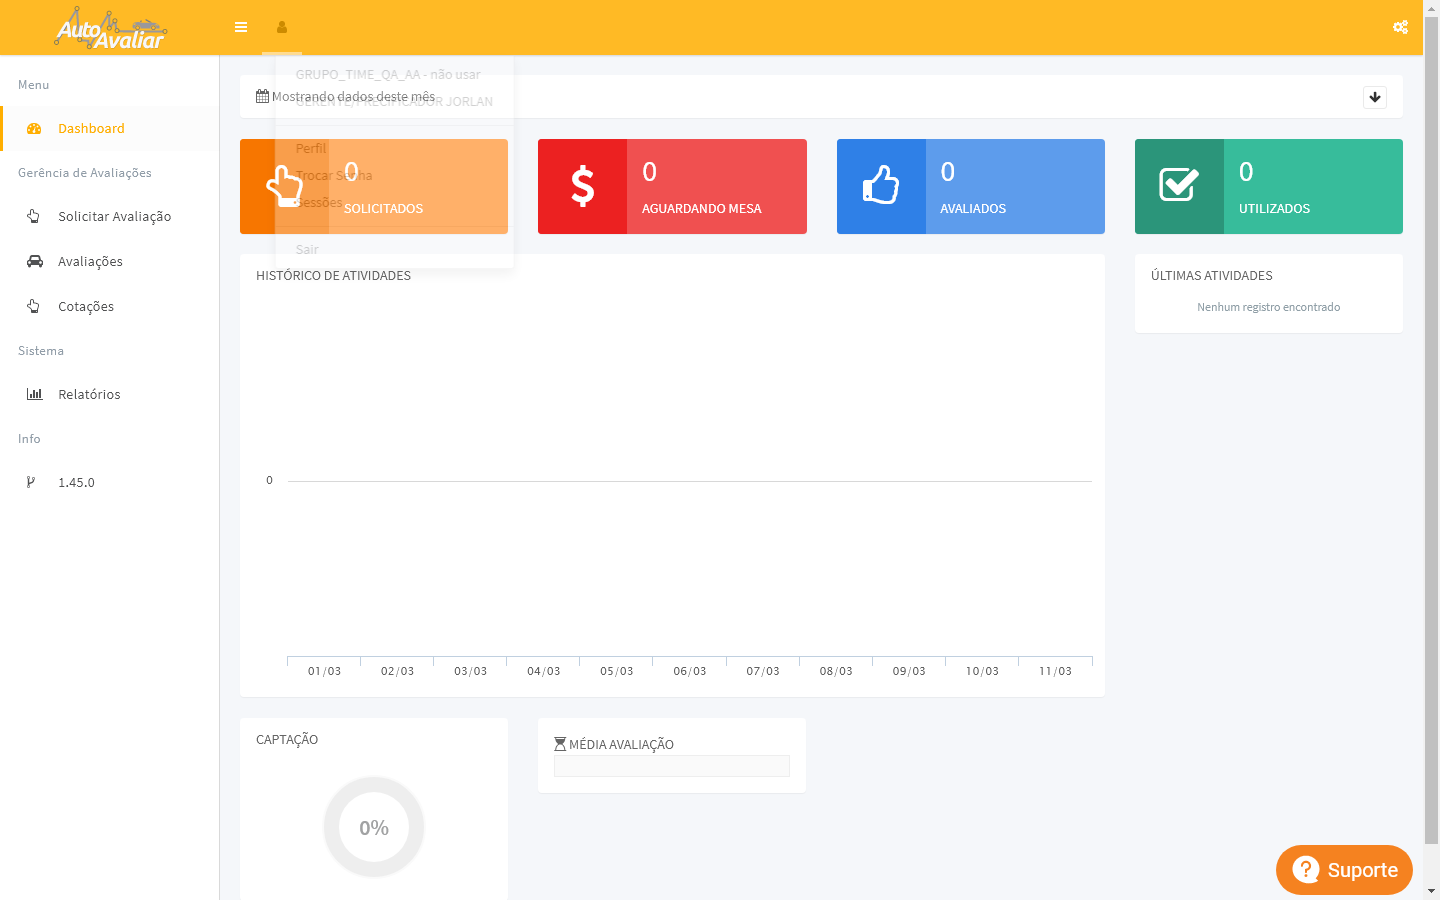 AutoAvaliar
Menu
Dashboard
Gerência de Avaliações
Solicitar Avaliação
Avaliações
Cotações
Sistema
Relatórios
Info
1.45.0
GRUPO_TIME_QA_AA - não usar
GERENTE/PRECIFICADOR JORLAN
Perfil
Trocar Senha
Sessões
Sair
Mostrando dados deste mês
0
SOLICITADOS
0
AGUARDANDO MESA
0
AVALIADOS
0
UTILIZADOS
HISTÓRICO DE ATIVIDADES
0
01/03 02/03 03/03 04/03 05/03 06/03 07/03 08/03 09/03 10/03 11/03
ÚLTIMAS ATIVIDADES
Nenhum registro encontrado
CAPTAÇÃO
0%
MÉDIA AVALIAÇÃO
Suporte